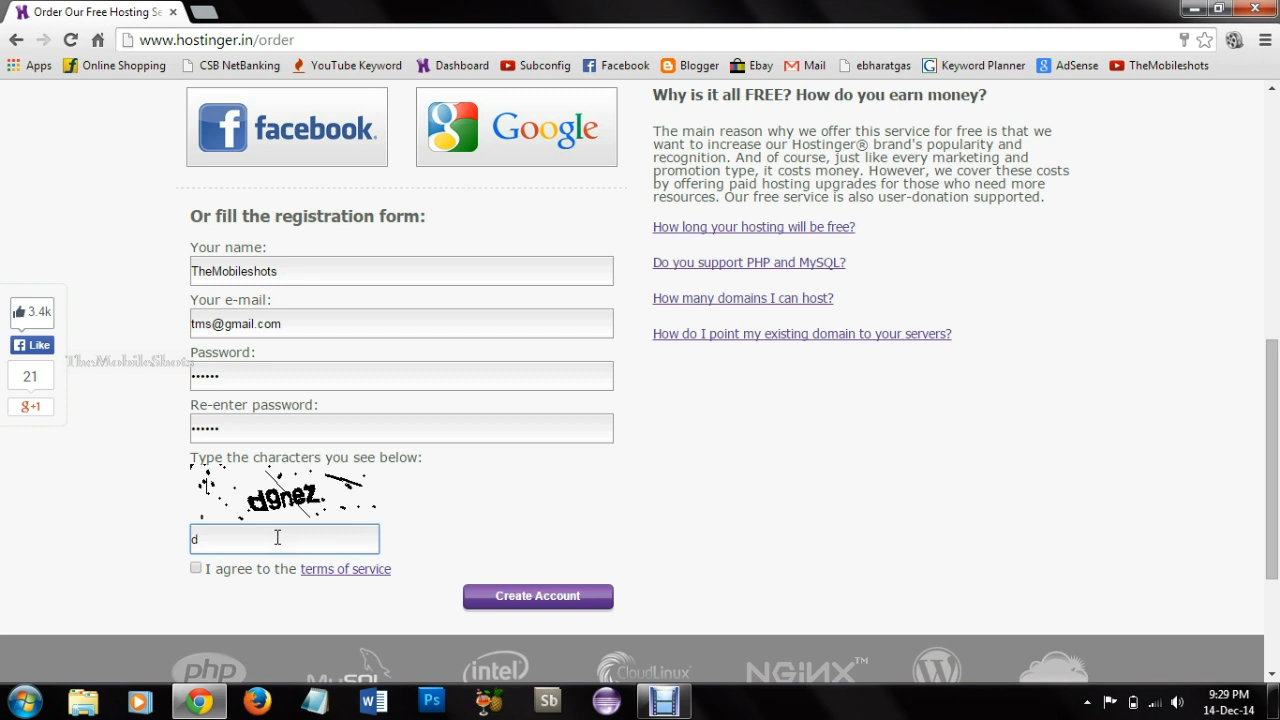 Order Our Free Hosting Se
www.hostinger.in/order
Apps Online Shopping CSB NetBanking YouTube Keyword Dashboard Subconfig Facebook Blogger Ebay Mail ebharatgas Keyword Planner AdSense TheMobileshots
facebook.
Google
Or fill the registration form:
Your name:
TheMobileshots
Your e-mail:
tms@gmail.com
Password:
••••••
Re-enter password:
••••••
Type the characters you see below:
d9nez
d
I agree to the terms of service
Create Account
Why is it all FREE? How do you earn money?
The main reason why we offer this service for free is that we
want to increase our Hostinger® brand's popularity and
recognition. And of course, just like every marketing and
promotion type, it costs money. However, we cover these costs
by offering paid hosting upgrades for those who need more
resources. Our free service is also user-donation supported.
How long your hosting will be free?
Do you support PHP and MySQL?
How many domains I can host?
How do I point my existing domain to your servers?
3.4k
Like
21
g+1
TheMobileShots
php MySQL intel CloudLinux NGINX™
W Ps Sb
9:29 PM
14-Dec-14